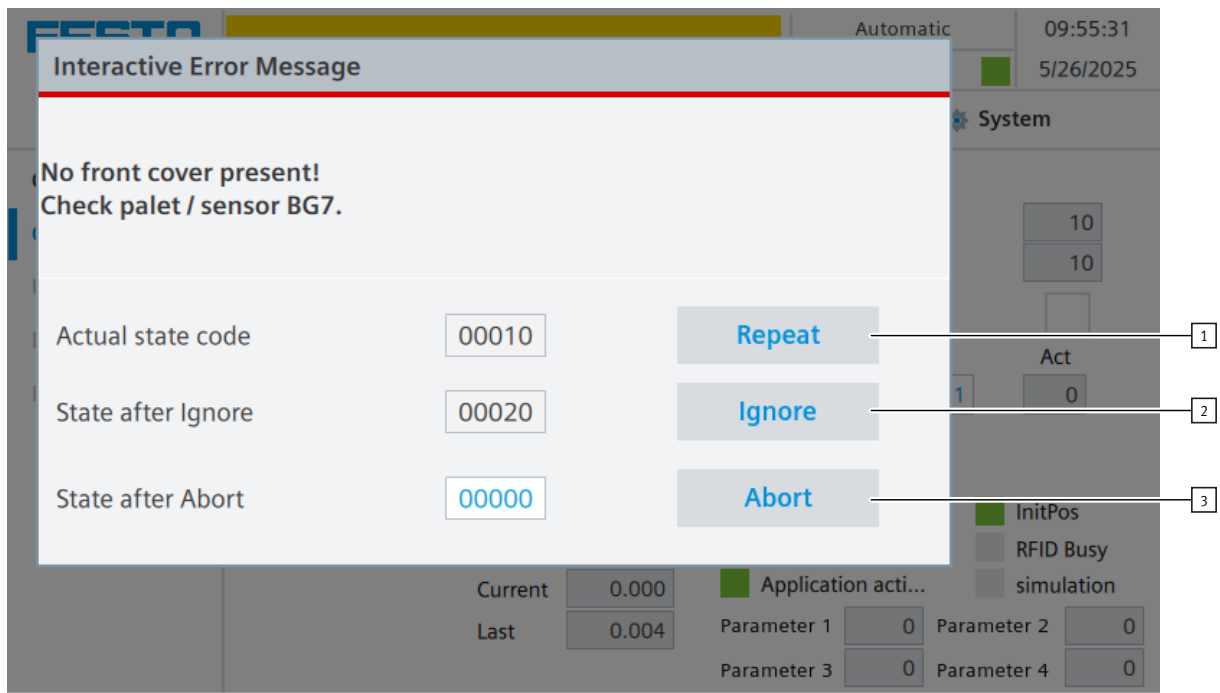 FESTO
Automatic
09:55:31
5/26/2025
Interactive Error Message
System
No front cover present!
Check palet / sensor BG7.
10
10
Actual state code 00010 Repeat
1
Act
State after Ignore 00020 Ignore
1 0
2
State after Abort 00000 Abort
3
InitPos
RFID Busy
Current 0.000 Application acti... simulation
Last 0.004 Parameter 1 0 Parameter 2 0
Parameter 3 0 Parameter 4 0